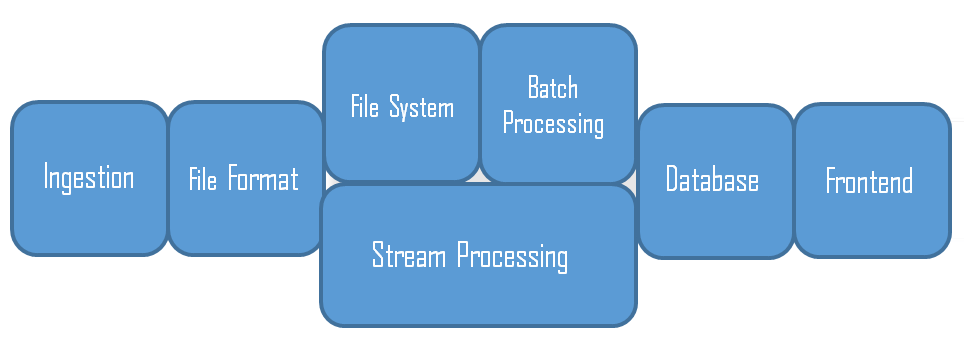 Ingestion
File Format
File System
Batch
Processing
Stream Processing
Database
Frontend